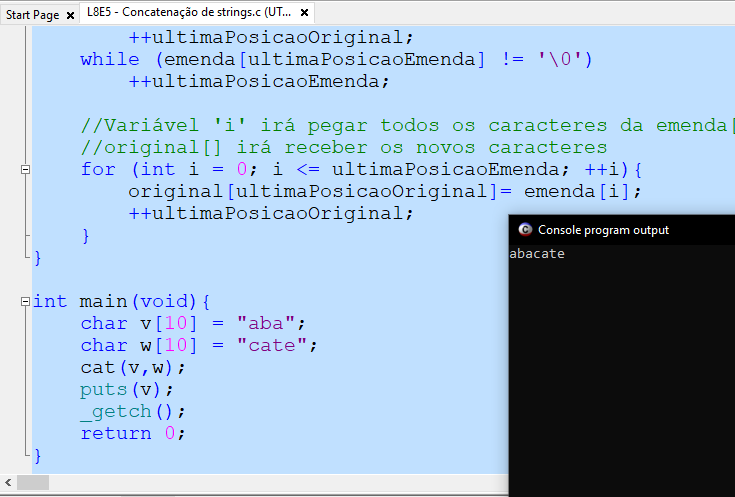 Start Page x L8E5 - Concatenação de strings.c (UT... x
++ultimaPosicaoOriginal;
while (emenda[ultimaPosicaoEmenda] != '\0')
++ultimaPosicaoEmenda;
//Variável 'i' irá pegar todos os caracteres da emenda[
//original[] irá receber os novos caracteres
for (int i = 0; i <= ultimaPosicaoEmenda; ++i){
original[ultimaPosicaoOriginal]= emenda[i];
++ultimaPosicaoOriginal;
}
}
int main(void){
char v[10] = "aba";
char w[10] = "cate";
cat(v,w);
puts(v);
_getch();
return 0;
}
Console program output
abacate